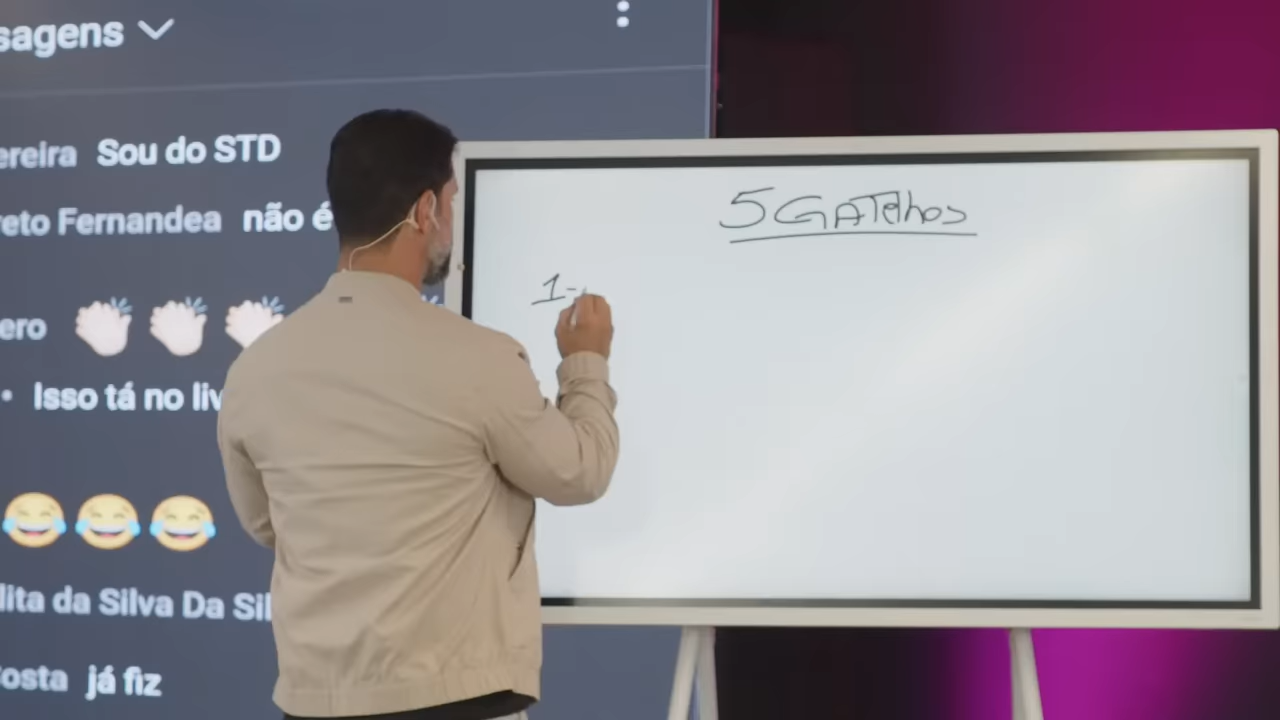 sagens
ereira Sou do STD
reto Fernandea não é
ero 👏 👏 👏
• Isso tá no liv
😂 😂 😂
lita da Silva Da Sil
Costa já fiz
5 GATilhos
1-